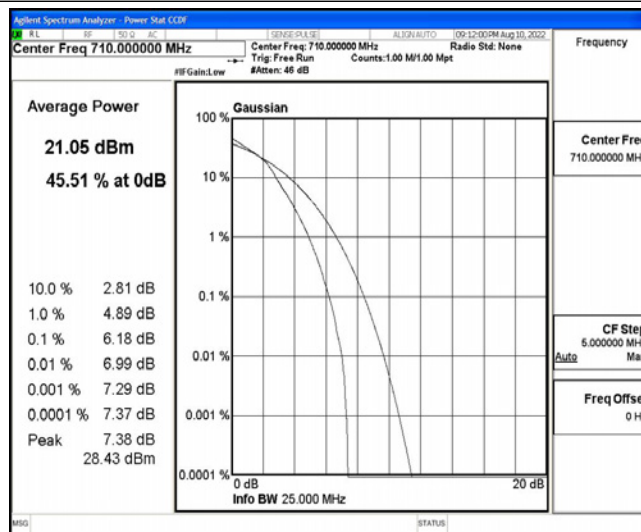 Agilent Spectrum Analyzer - Power Stat CCDF
RL RF 50 Ω AC SENSE:PULSE ALIGN AUTO 09:12:00 PM Aug 10, 2022
Center Freq 710.000000 MHz
Center Freq: 710.000000 MHz Radio Std: None
Trig: Free Run Counts:1.00 M/1.00 Mpt
#IFGain:Low #Atten: 46 dB
Frequency
Average Power
21.05 dBm
45.51 % at 0dB
10.0 % 2.81 dB
1.0 % 4.89 dB
0.1 % 6.18 dB
0.01 % 6.99 dB
0.001 % 7.29 dB
0.0001 % 7.37 dB
Peak 7.38 dB
28.43 dBm
Gaussian
100 %
10 %
1 %
0.1 %
0.01 %
0.001 %
0.0001 %
0 dB 20 dB
Info BW 25.000 MHz
Center Fre
710.000000 MH
CF Ste
5.000000 MH
Auto Ma
Freq Offse
0 H
MSG STATUS